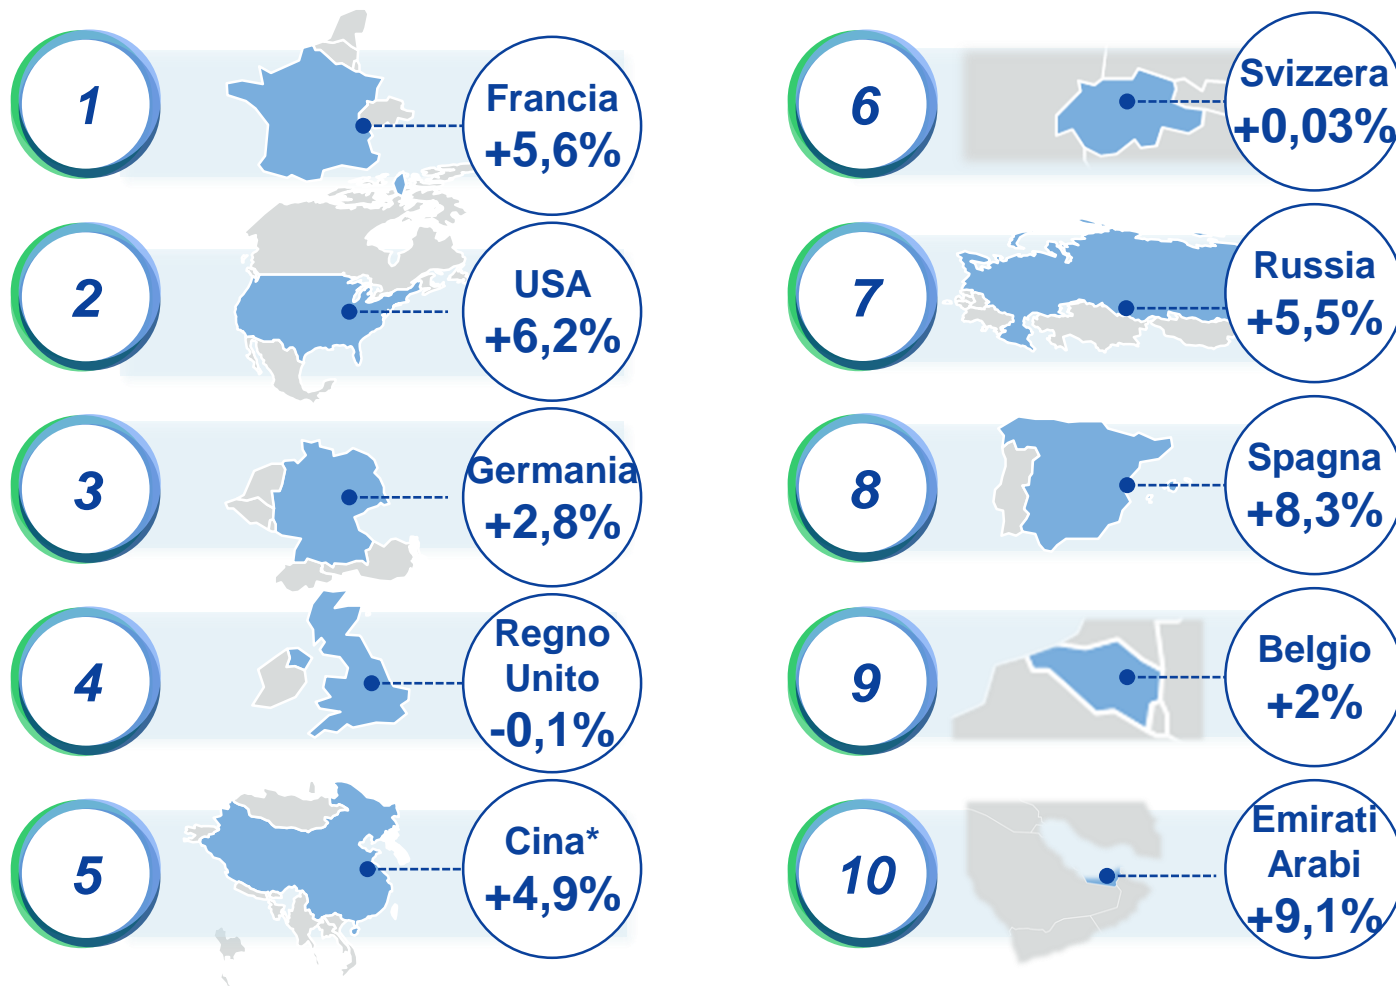 1
Francia
+5,6%
2
USA
+6,2%
3
Germania
+2,8%
4
Regno
Unito
-0,1%
5
Cina*
+4,9%
6
Svizzera
+0,03%
7
Russia
+5,5%
8
Spagna
+8,3%
9
Belgio
+2%
10
Emirati
Arabi
+9,1%